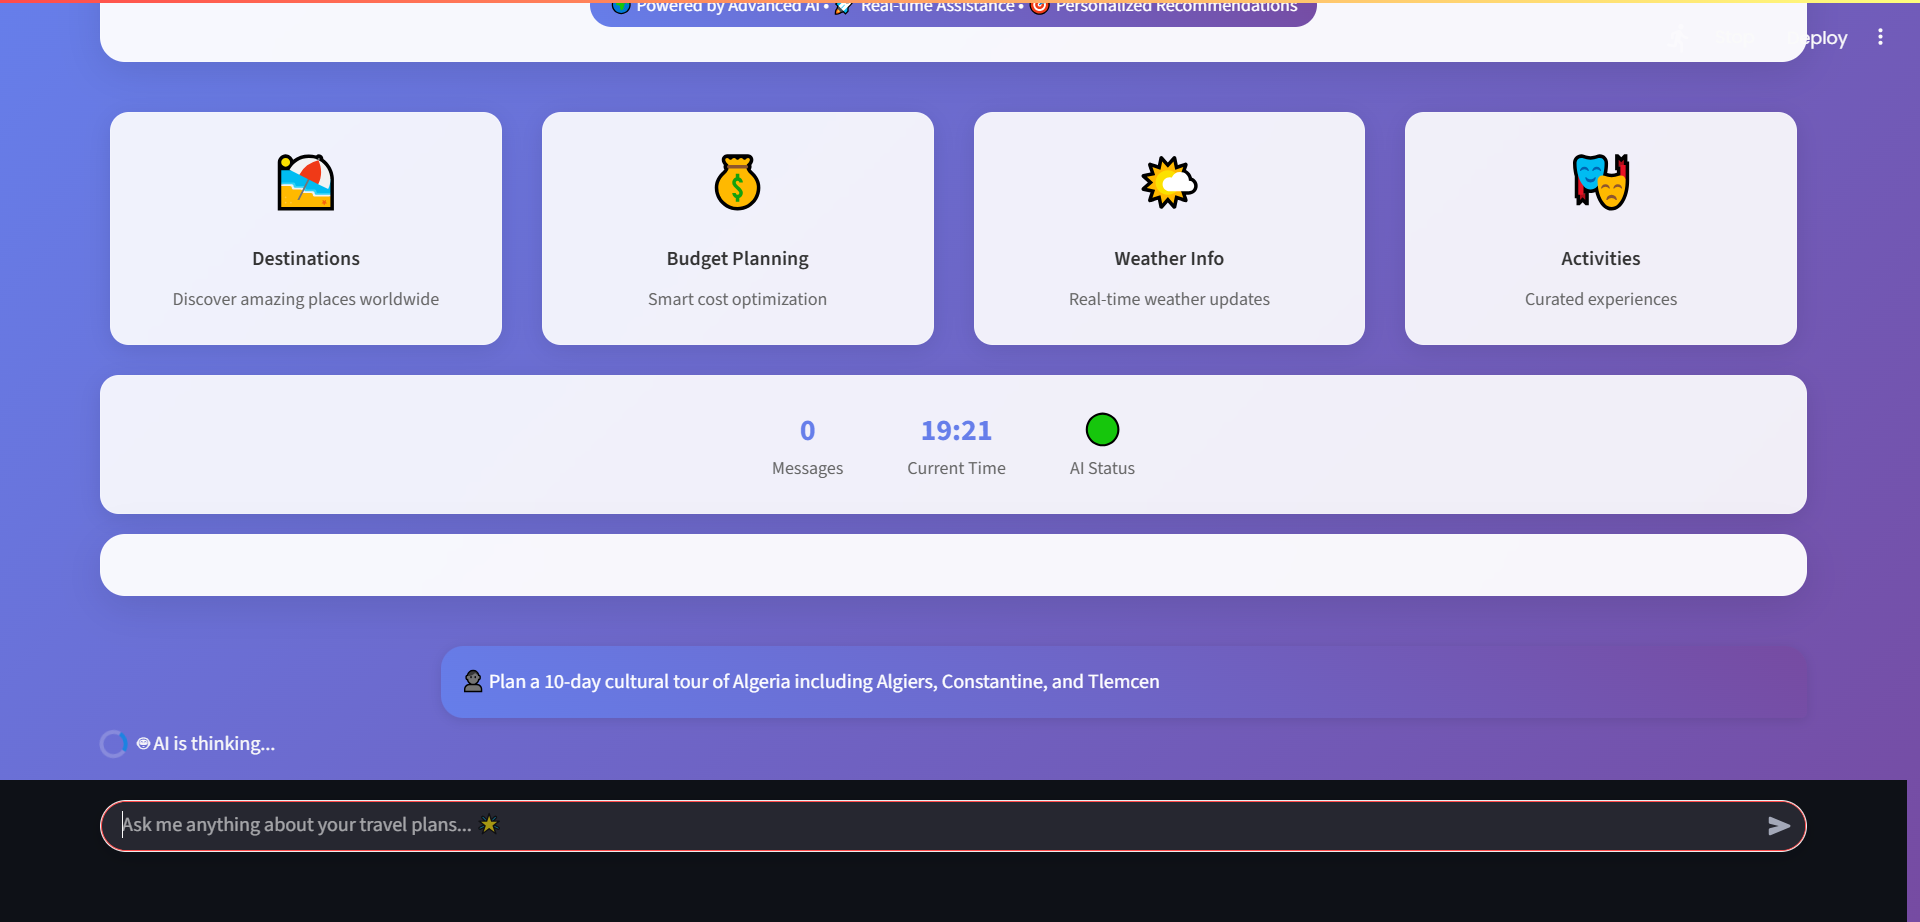 Powered by Advanced AI • Real-time Assistance • Personalized Recommendations
eploy
Destinations
Discover amazing places worldwide
Budget Planning
Smart cost optimization
Weather Info
Real-time weather updates
Activities
Curated experiences
0
Messages
19:21
Current Time
AI Status
Plan a 10-day cultural tour of Algeria including Algiers, Constantine, and Tlemcen
AI is thinking...
Ask me anything about your travel plans...